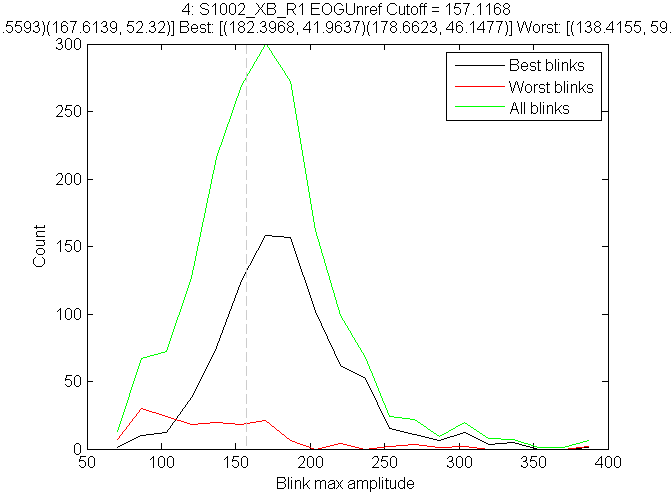 4: S1002_XB_R1 EOGUnref Cutoff = 157.1168
.5593)(167.6139, 52.32)] Best: [(182.3968, 41.9637)(178.6623, 46.1477)] Worst: [(138.4155, 59.
300
250
200
150
100
50
0
Count
Best blinks
Worst blinks
All blinks
50 100 150 200 250 300 350 400
Blink max amplitude